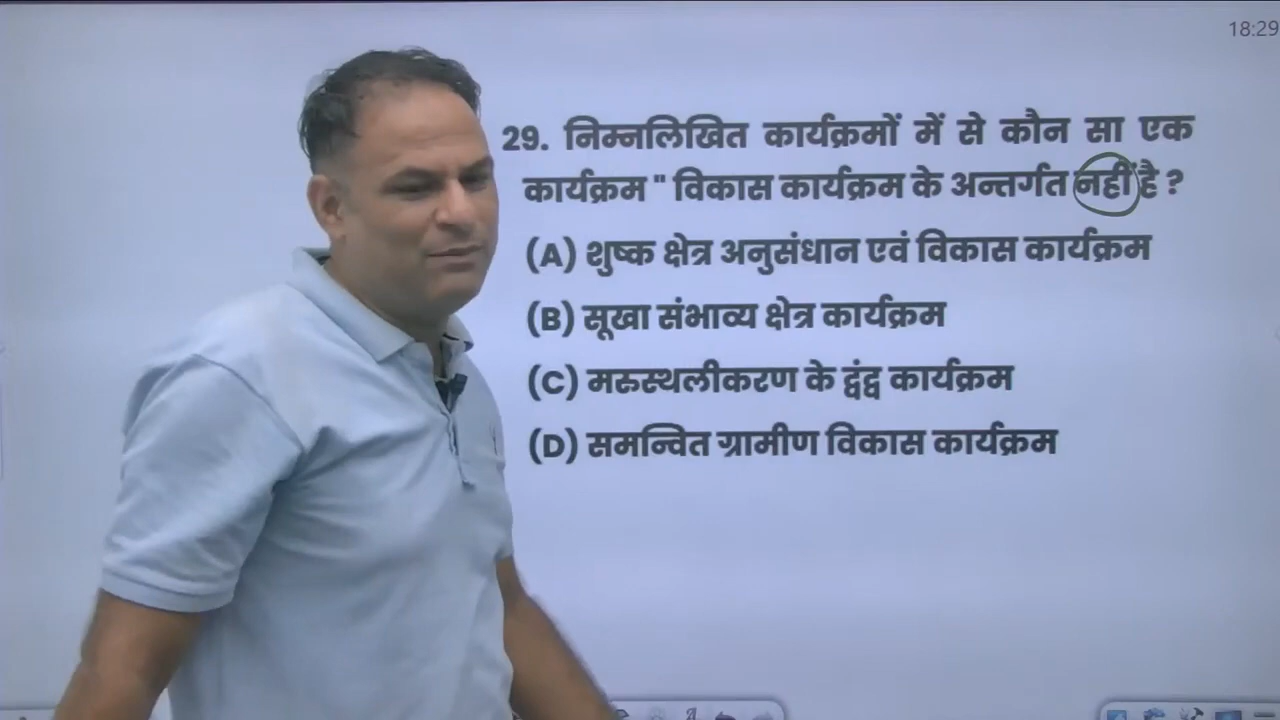 18:29
29. निम्नलिखित कार्यक्रमों में से कौन सा एक
कार्यक्रम " विकास कार्यक्रम के अन्तर्गत नहीं है ?
(A) शुष्क क्षेत्र अनुसंधान एवं विकास कार्यक्रम
(B) सूखा संभाव्य क्षेत्र कार्यक्रम
(C) मरुस्थलीकरण के द्वंद्व कार्यक्रम
(D) समन्वित ग्रामीण विकास कार्यक्रम